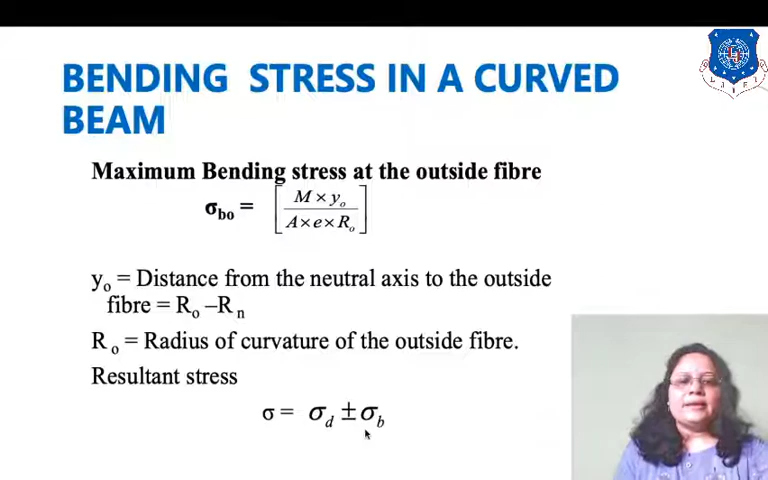 BENDING STRESS IN A CURVED
BEAM
Maximum Bending stress at the outside fibre
σbo = [ M × yo / A × e × Ro ]
yo = Distance from the neutral axis to the outside
fibre = Ro –Rn
Ro = Radius of curvature of the outside fibre.
Resultant stress
σ = σd ± σb